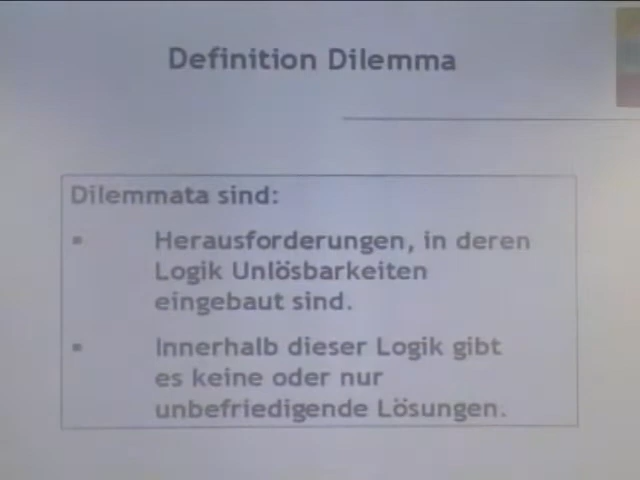 Definition Dilemma
Dilemmata sind:
▪ Herausforderungen, in deren
Logik Unlösbarkeiten
eingebaut sind.
▪ Innerhalb dieser Logik gibt
es keine oder nur
unbefriedigende Lösungen.